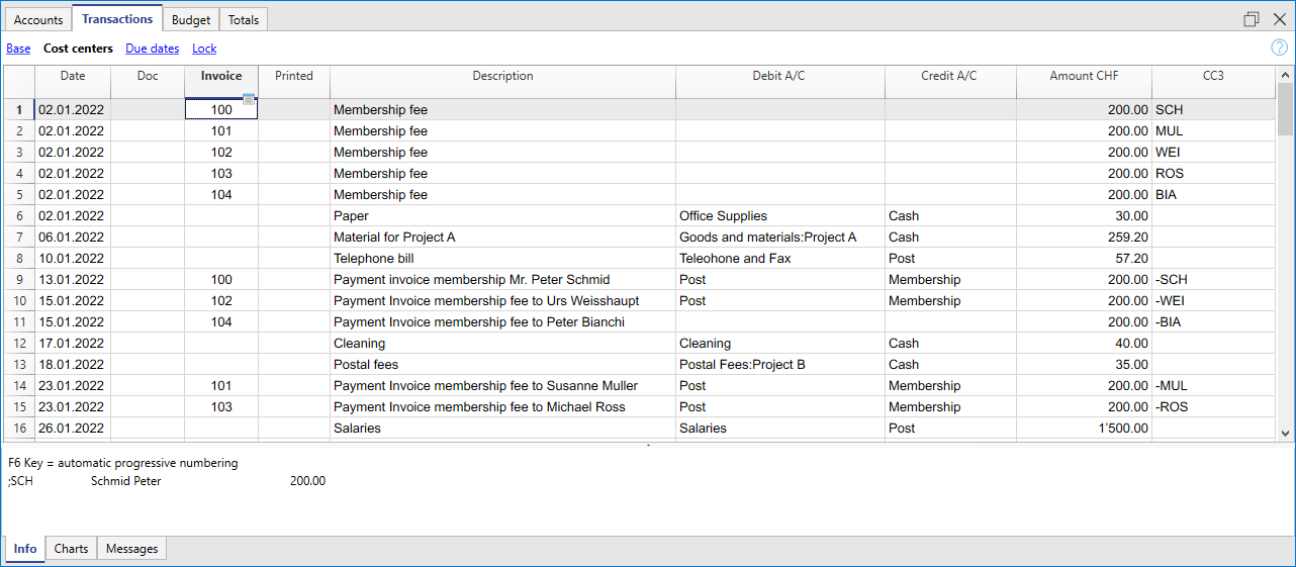 Accounts Transactions Budget Totals
Base Cost centers Due dates Lock ?
Date Doc Invoice Printed Description Debit A/C Credit A/C Amount CHF CC3
1 02.01.2022 100 Membership fee 200.00 SCH
2 02.01.2022 101 Membership fee 200.00 MUL
3 02.01.2022 102 Membership fee 200.00 WEI
4 02.01.2022 103 Membership fee 200.00 ROS
5 02.01.2022 104 Membership fee 200.00 BIA
6 02.01.2022 Paper Office Supplies Cash 30.00
7 06.01.2022 Material for Project A Goods and materials:Project A Cash 259.20
8 10.01.2022 Telephone bill Teleohone and Fax Post 57.20
9 13.01.2022 100 Payment invoice membership Mr. Peter Schmid Post Membership 200.00 -SCH
10 15.01.2022 102 Payment Invoice membership fee to Urs Weisshaupt Post Membership 200.00 -WEI
11 15.01.2022 104 Payment Invoice membership fee to Peter Bianchi 200.00 -BIA
12 17.01.2022 Cleaning Cleaning Cash 40.00
13 18.01.2022 Postal fees Postal Fees:Project B Cash 35.00
14 23.01.2022 101 Payment Invoice membership fee to Susanne Muller Post Membership 200.00 -MUL
15 23.01.2022 103 Payment Invoice membership fee to Michael Ross Post Membership 200.00 -ROS
16 26.01.2022 Salaries Salaries Post 1'500.00
F6 Key = automatic progressive numbering
;SCH Schmid Peter 200.00
Info Charts Messages